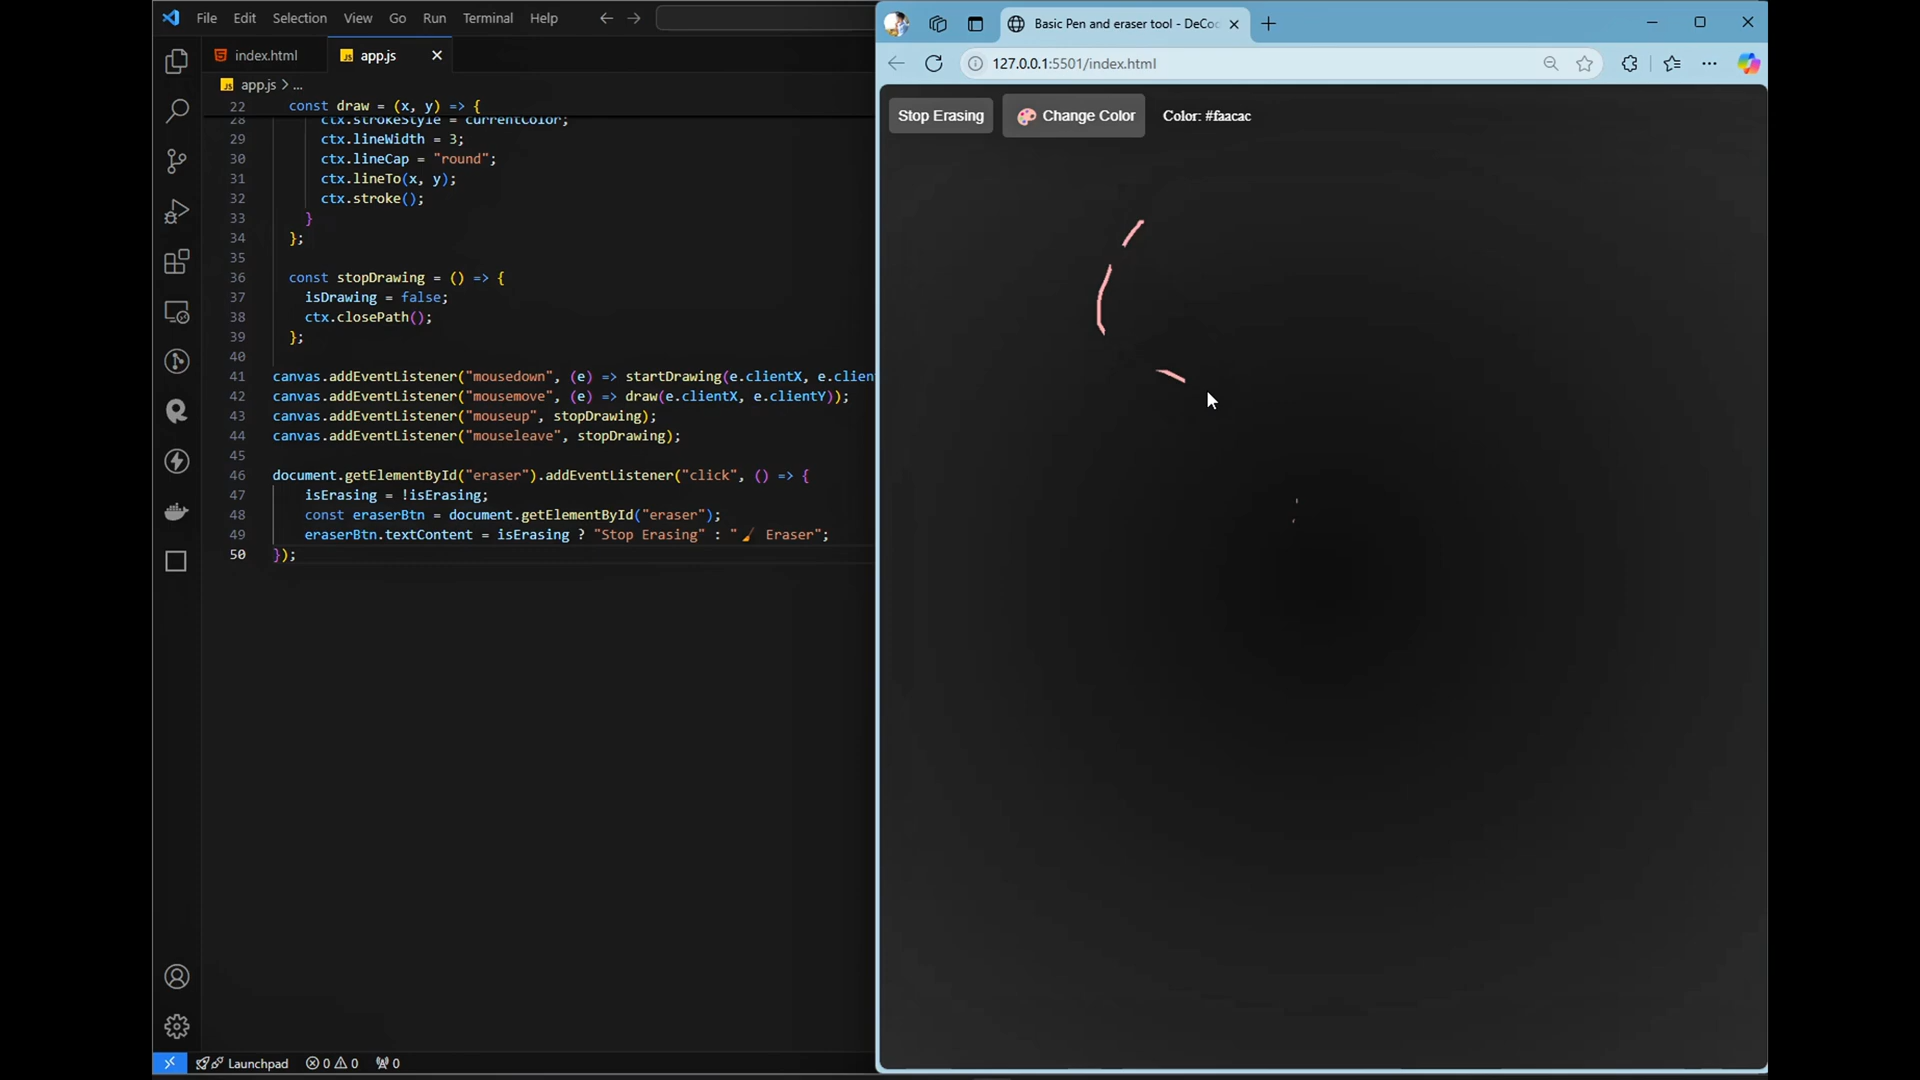 File Edit Selection View Go Run Terminal Help
index.html
app.js
app.js > ...
22 const draw = (x, y) => {
28 ctx.strokeStyle = currentColor;
29 ctx.lineWidth = 3;
30 ctx.lineCap = "round";
31 ctx.lineTo(x, y);
32 ctx.stroke();
33 }
34 };
35
36 const stopDrawing = () => {
37 isDrawing = false;
38 ctx.closePath();
39 };
40
41 canvas.addEventListener("mousedown", (e) => startDrawing(e.clientX, e.clien
42 canvas.addEventListener("mousemove", (e) => draw(e.clientX, e.clientY));
43 canvas.addEventListener("mouseup", stopDrawing);
44 canvas.addEventListener("mouseleave", stopDrawing);
45
46 document.getElementById("eraser").addEventListener("click", () => {
47 isErasing = !isErasing;
48 const eraserBtn = document.getElementById("eraser");
49 eraserBtn.textContent = isErasing ? "Stop Erasing" : "🖌 Eraser";
50 });
Launchpad 0 0 0
Basic Pen and eraser tool - DeCo
127.0.0.1:5501/index.html
Stop Erasing
Change Color
Color: #faacac